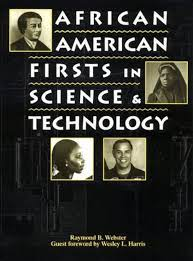 AFRICAN
AMERICAN
FIRSTS IN
SCIENCE &
TECHNOLOGY
Raymond B. Webster
Guest foreword by Wesley L. Harris